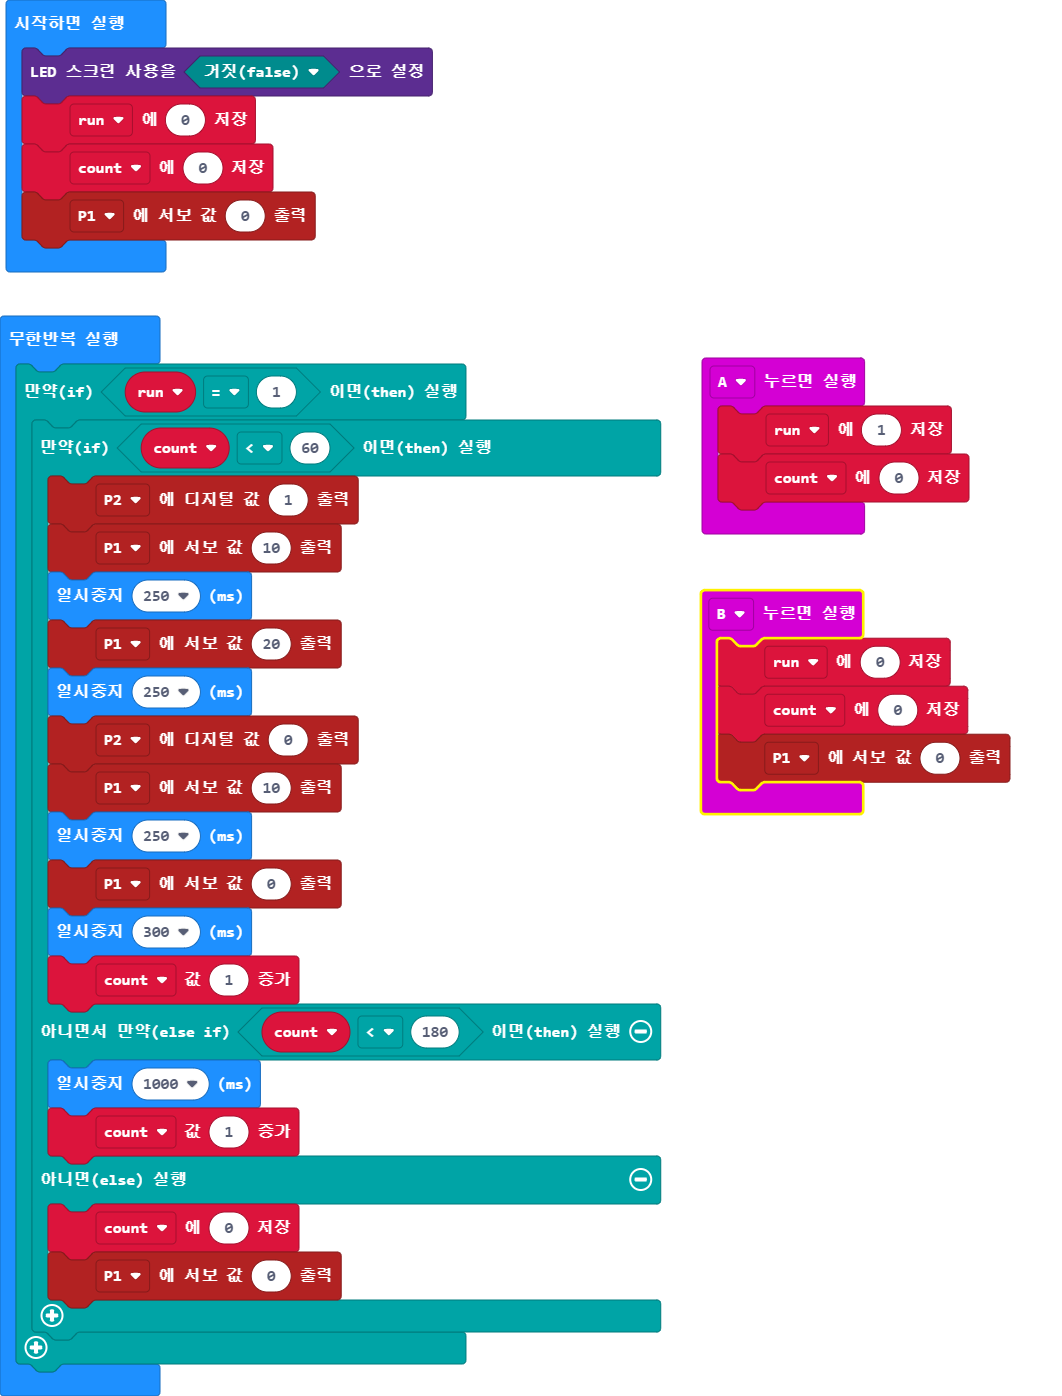 시작하면 실행
LED 스크린 사용을 거짓(false) 으로 설정
run 에 0 저장
count 에 0 저장
P1 에 서보 값 0 출력
무한반복 실행
만약(if) run = 1 이면(then) 실행
만약(if) count < 60 이면(then) 실행
P2 에 디지털 값 1 출력
P1 에 서보 값 10 출력
일시중지 250 (ms)
P1 에 서보 값 20 출력
일시중지 250 (ms)
P2 에 디지털 값 0 출력
P1 에 서보 값 10 출력
일시중지 250 (ms)
P1 에 서보 값 0 출력
일시중지 300 (ms)
count 값 1 증가
아니면서 만약(else if) count < 180 이면(then) 실행
일시중지 1000 (ms)
count 값 1 증가
아니면(else) 실행
count 에 0 저장
P1 에 서보 값 0 출력
A 누르면 실행
run 에 1 저장
count 에 0 저장
B 누르면 실행
run 에 0 저장
count 에 0 저장
P1 에 서보 값 0 출력